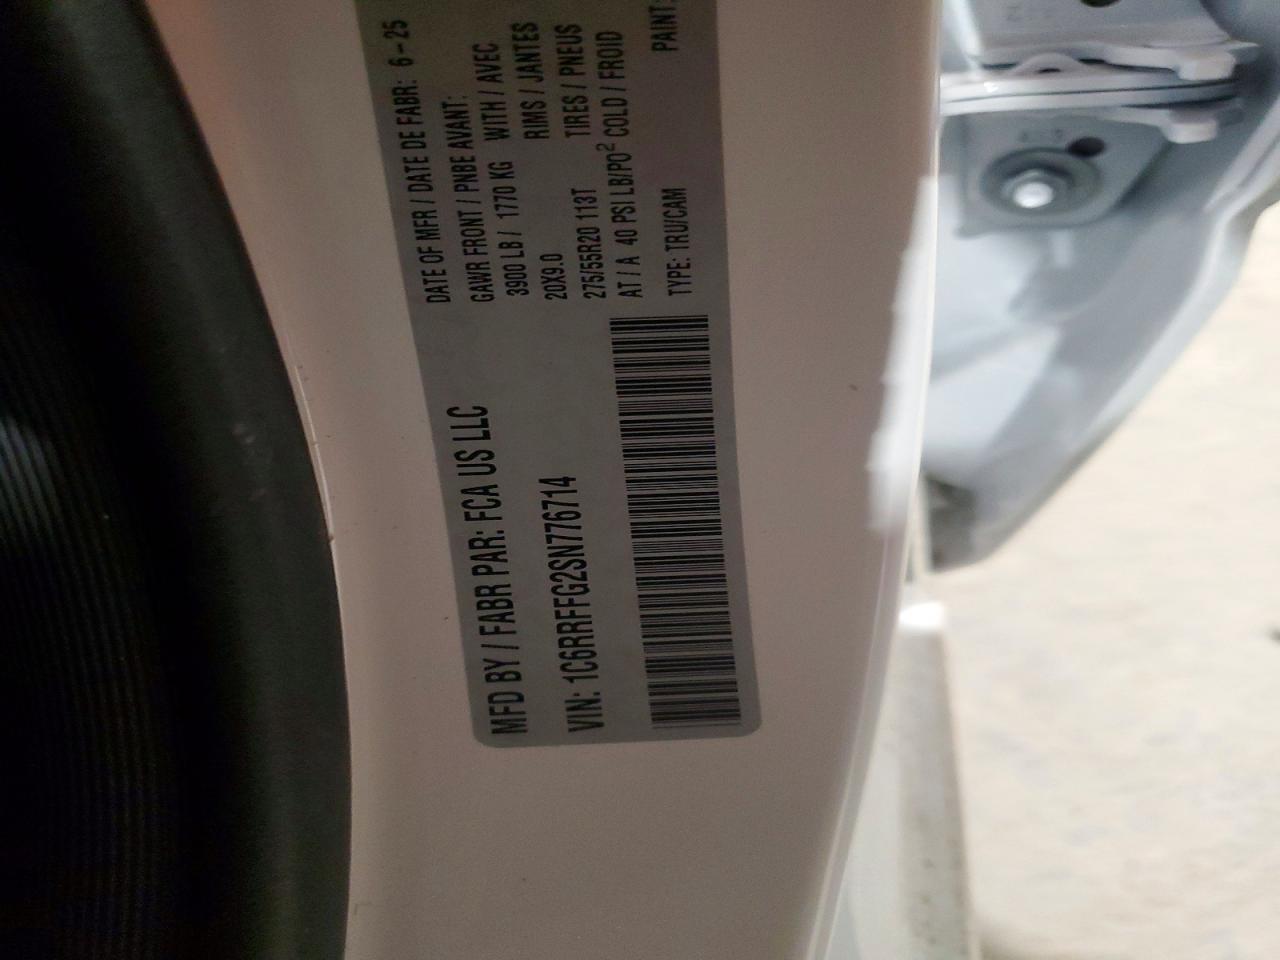 MFD BY / FABR PAR: FCA US LLC
VIN: 1C6RRFFG2SN776714
DATE OF MFR / DATE DE FABR: 6-25
GAWR FRONT / PNBE AVANT:
3900 LB / 1770 KG WITH / AVEC
20X9.0 RIMS / JANTES
275/55R20 113T TIRES / PNEUS
AT / A 40 PSI LB/PO² COLD / FROID
TYPE: TRU/CAM PAINT: